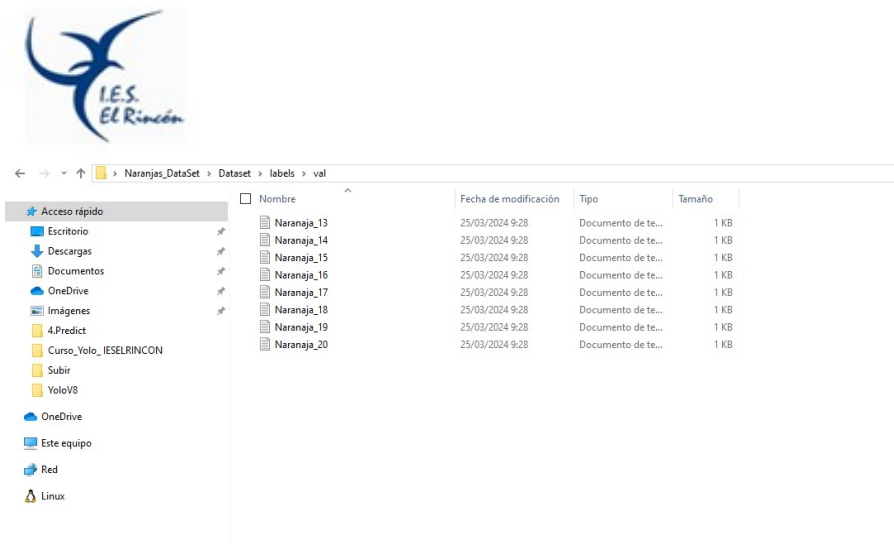 I.E.S.
El Rincón
Naranjas_DataSet > Dataset > labels > val
Nombre Fecha de modificación Tipo Tamaño
Acceso rápido
Escritorio
Descargas
Documentos
OneDrive
Imágenes
4.Predict
Curso_Yolo_ IESELRINCON
Subir
YoloV8
OneDrive
Este equipo
Red
Linux
Naranaja_13 25/03/2024 9:28 Documento de te... 1 KB
Naranaja_14 25/03/2024 9:28 Documento de te... 1 KB
Naranaja_15 25/03/2024 9:28 Documento de te... 1 KB
Naranaja_16 25/03/2024 9:28 Documento de te... 1 KB
Naranaja_17 25/03/2024 9:28 Documento de te... 1 KB
Naranaja_18 25/03/2024 9:28 Documento de te... 1 KB
Naranaja_19 25/03/2024 9:28 Documento de te... 1 KB
Naranaja_20 25/03/2024 9:28 Documento de te... 1 KB